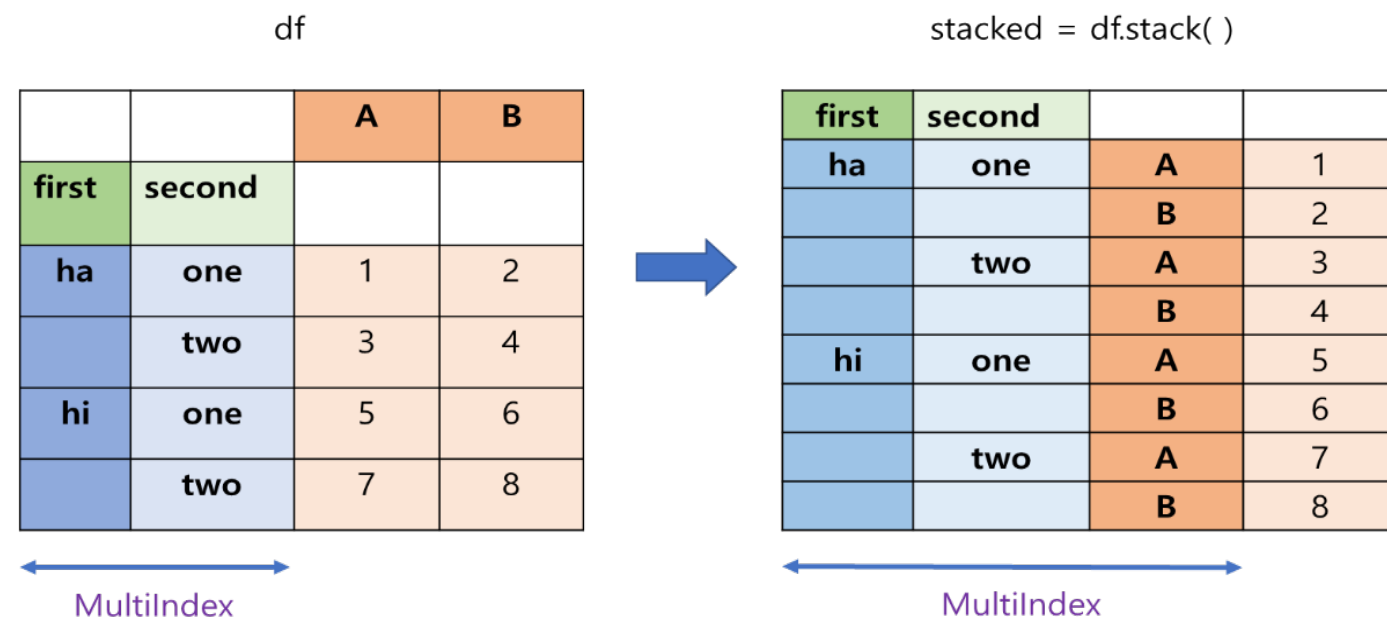 df
A B
first second
ha one 1 2
two 3 4
hi one 5 6
two 7 8
MultiIndex
stacked = df.stack( )
first second
ha one A 1
B 2
two A 3
B 4
hi one A 5
B 6
two A 7
B 8
MultiIndex